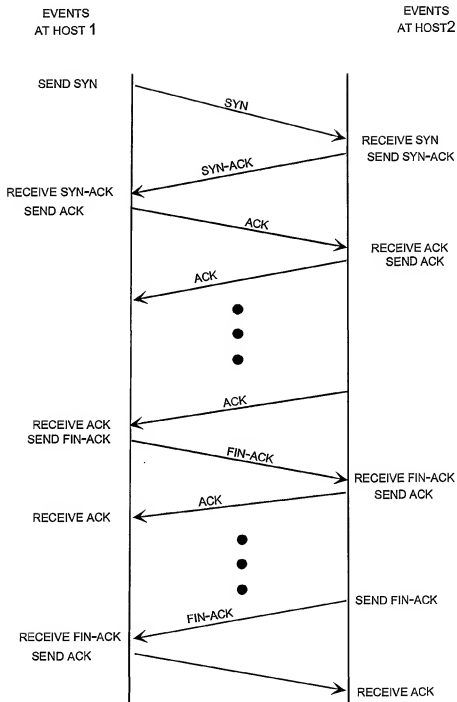 EVENTS
AT HOST 1
EVENTS
AT HOST2
SEND SYN
SYN
RECEIVE SYN
SEND SYN-ACK
SYN-ACK
RECEIVE SYN-ACK
SEND ACK
ACK
RECEIVE ACK
SEND ACK
ACK
ACK
RECEIVE ACK
SEND FIN-ACK
FIN-ACK
RECEIVE FIN-ACK
SEND ACK
ACK
RECEIVE ACK
SEND FIN-ACK
FIN-ACK
RECEIVE FIN-ACK
SEND ACK
RECEIVE ACK